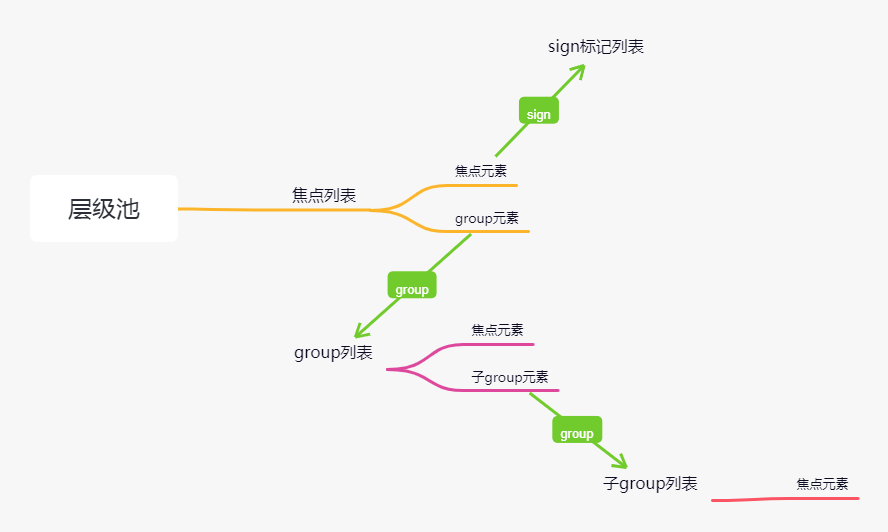 sign标记列表
sign
焦点元素
焦点列表
层级池
group元素
group
焦点元素
group列表
子group元素
group
子group列表
焦点元素